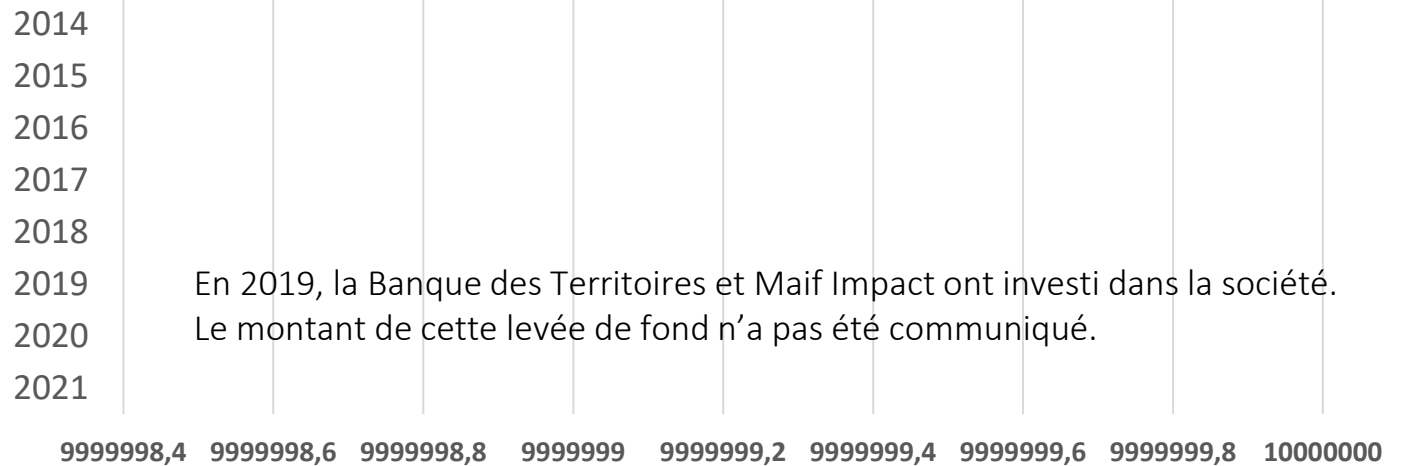 2014
2015
2016
2017
2018
2019
En 2019, la Banque des Territoires et Maif Impact ont investi dans la société.
2020
Le montant de cette levée de fond n’a pas été communiqué.
2021
9999998,4 9999998,6 9999998,8 9999999 9999999,2 9999999,4 9999999,6 9999999,8 10000000